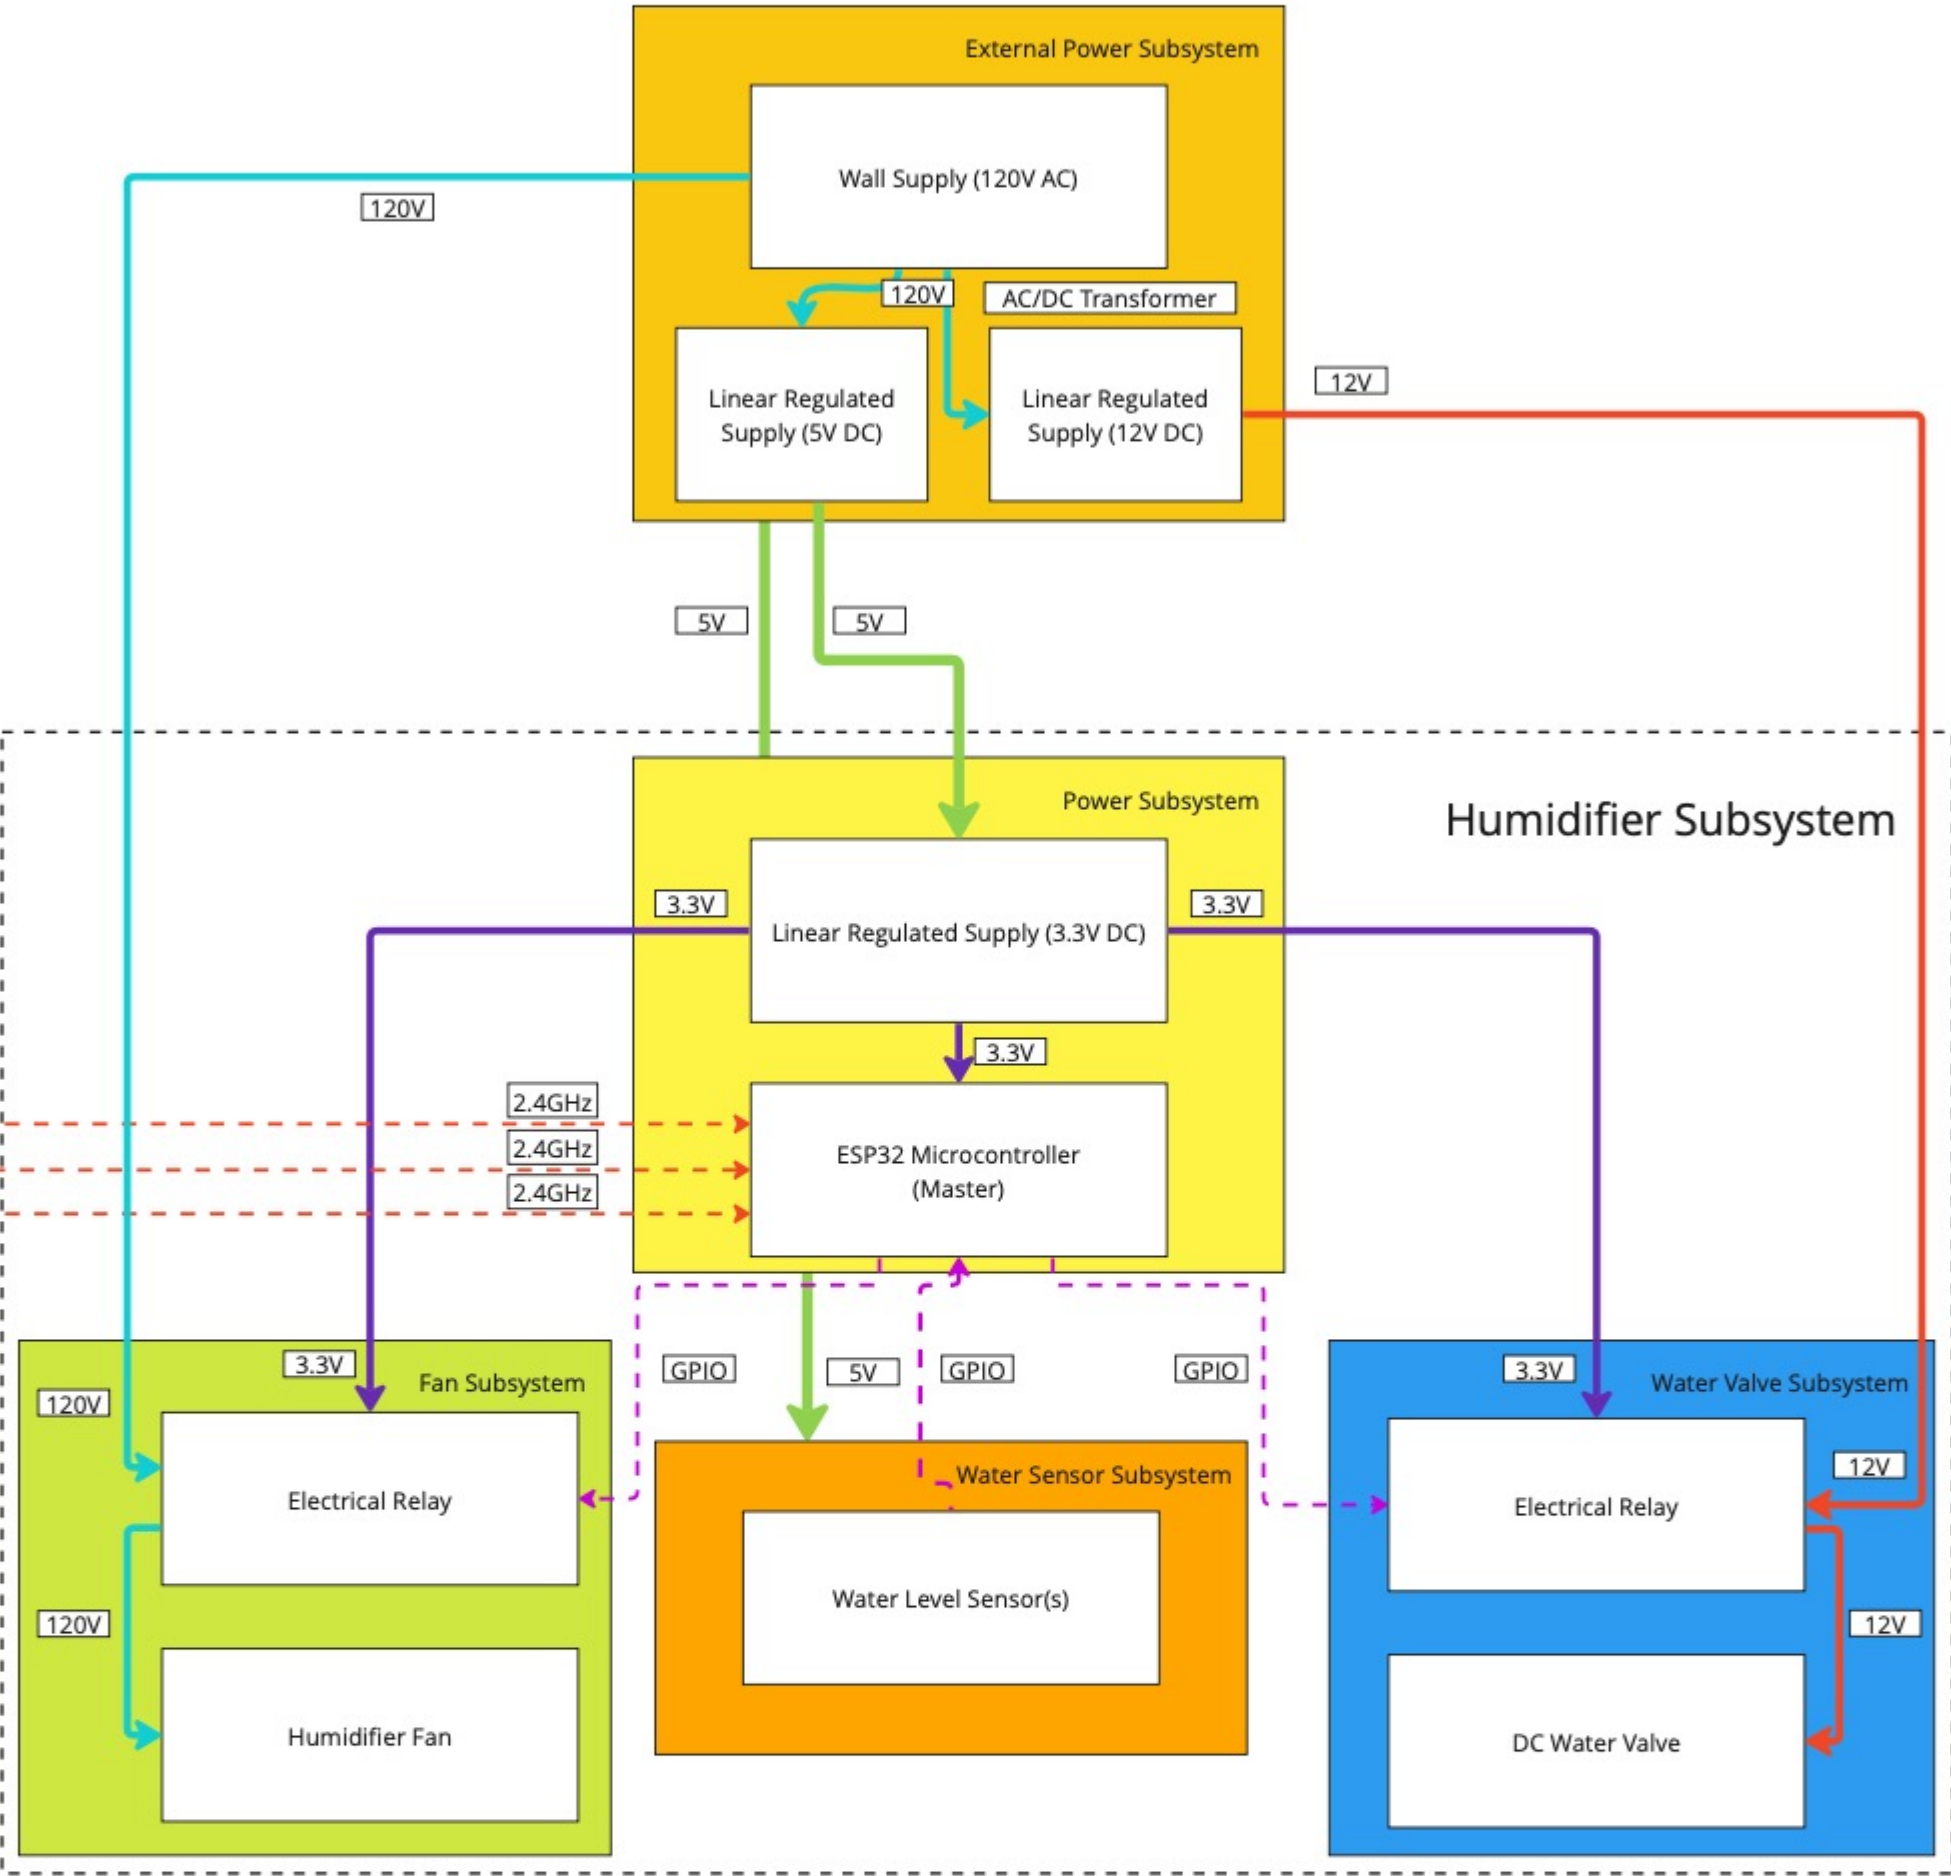 External Power Subsystem
Wall Supply (120V AC)
120V
120V
AC/DC Transformer
Linear Regulated
Supply (5V DC)
Linear Regulated
Supply (12V DC)
12V
5V
5V
Power Subsystem
Humidifier Subsystem
3.3V
Linear Regulated Supply (3.3V DC)
3.3V
3.3V
2.4GHz
2.4GHz
2.4GHz
ESP32 Microcontroller
(Master)
3.3V
Fan Subsystem
120V
Electrical Relay
120V
Humidifier Fan
GPIO
5V
GPIO
GPIO
Water Sensor Subsystem
Water Level Sensor(s)
3.3V
Water Valve Subsystem
12V
Electrical Relay
12V
DC Water Valve